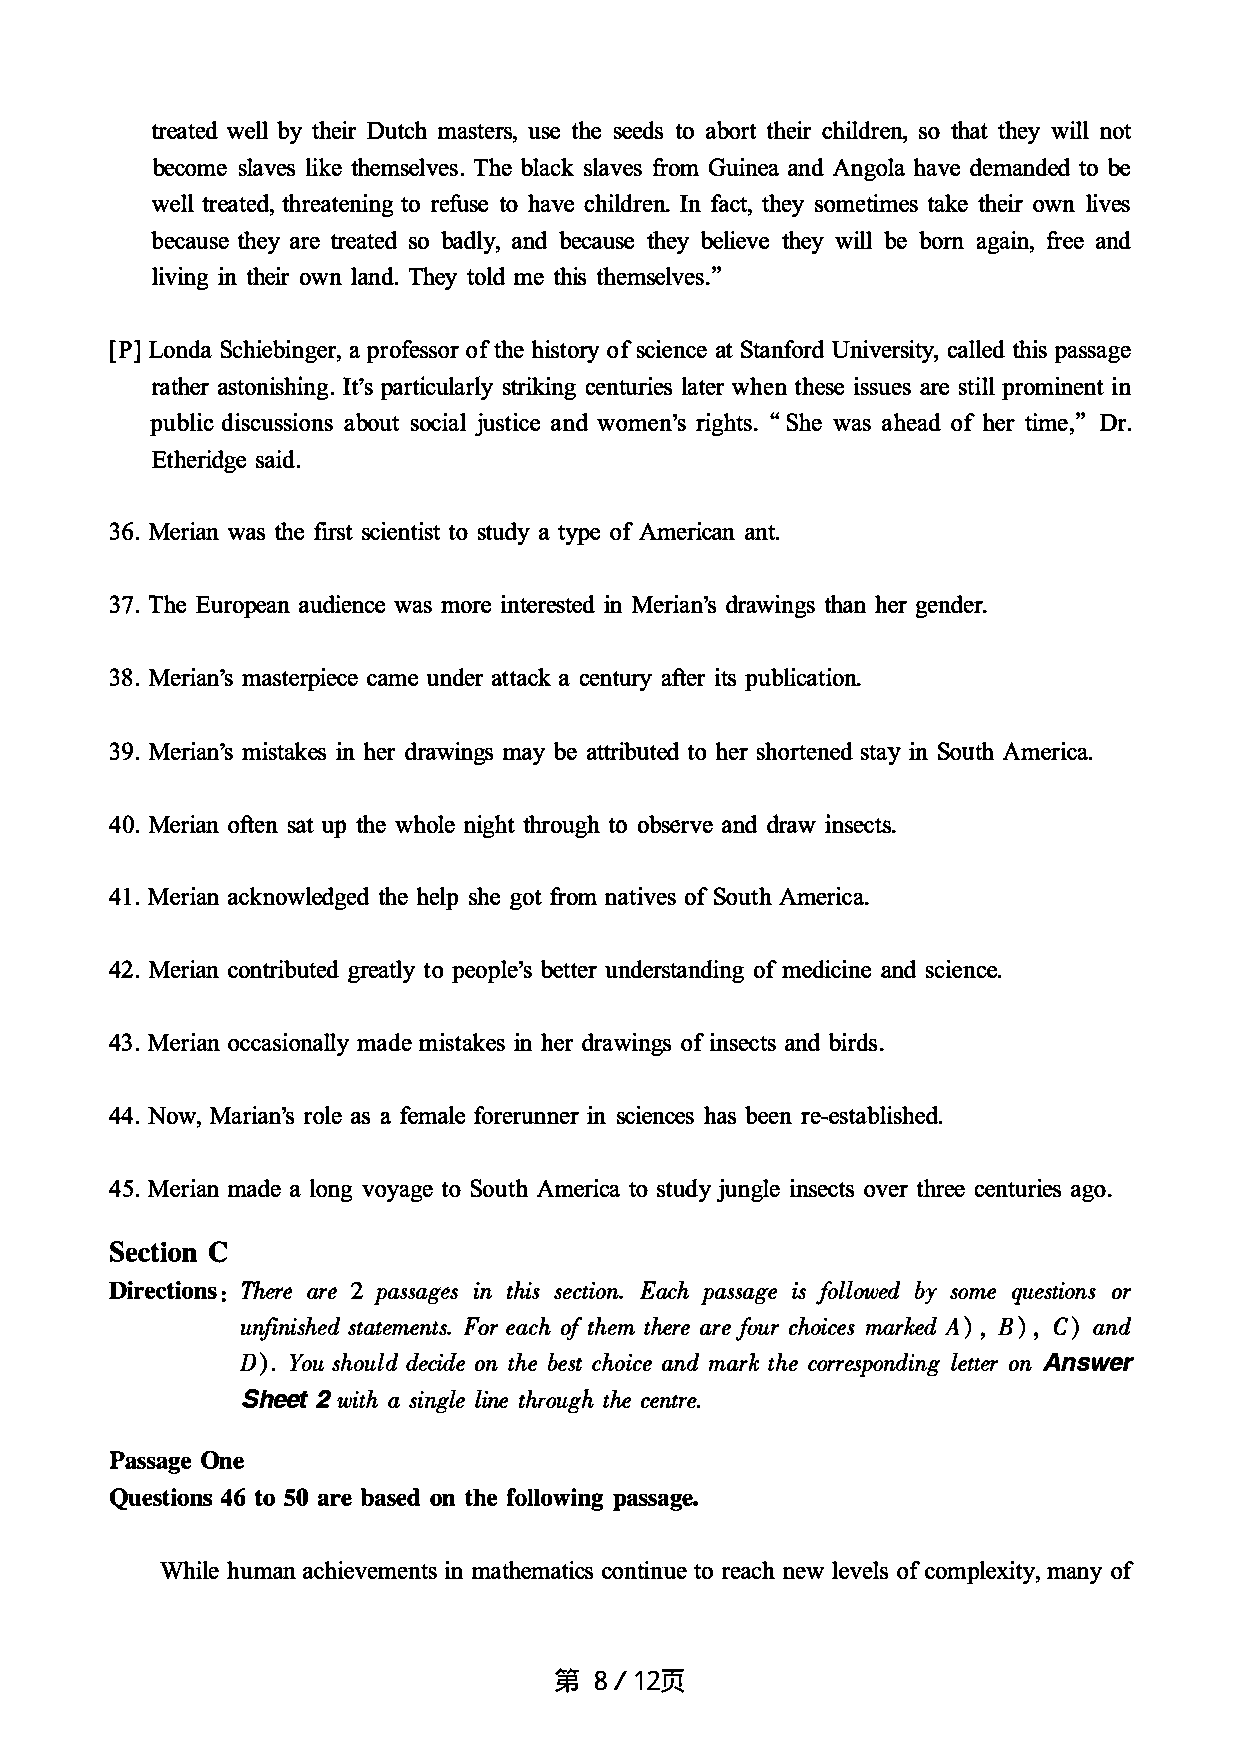 treated well by their Dutch masters, use the seeds to abort their children, so that they will not
become slaves like themselves. The black slaves from Guinea and Angola have demanded to be
well treated, threatening to refuse to have children. In fact, they sometimes take their own lives
because they are treated so badly, and because they believe they will be born again, free and
living in their own land. They told me this themselves.”
[P] Londa Schiebinger, a professor of the history of science at Stanford University, called this passage
rather astonishing. It’s particularly striking centuries later when these issues are still prominent in
public discussions about social justice and women’s rights. “ She was ahead of her time,” Dr.
Etheridge said.
36. Merian was the first scientist to study a type of American ant.
37. The European audience was more interested in Merian’s drawings than her gender.
38. Merian’s masterpiece came under attack a century after its publication.
39. Merian’s mistakes in her drawings may be attributed to her shortened stay in South America.
40. Merian often sat up the whole night through to observe and draw insects.
41. Merian acknowledged the help she got from natives of South America.
42. Merian contributed greatly to people’s better understanding of medicine and science.
43. Merian occasionally made mistakes in her drawings of insects and birds.
44. Now, Marian’s role as a female forerunner in sciences has been re-established.
45. Merian made a long voyage to South America to study jungle insects over three centuries ago.
Section C
Directions: There are 2 passages in this section. Each passage is followed by some questions or
unfinished statements. For each of them there are four choices marked A), B), C) and
D). You should decide on the best choice and mark the corresponding letter on Answer
Sheet 2 with a single line through the centre.
Passage One
Questions 46 to 50 are based on the following passage.
While human achievements in mathematics continue to reach new levels of complexity, many of
第 8 / 12页